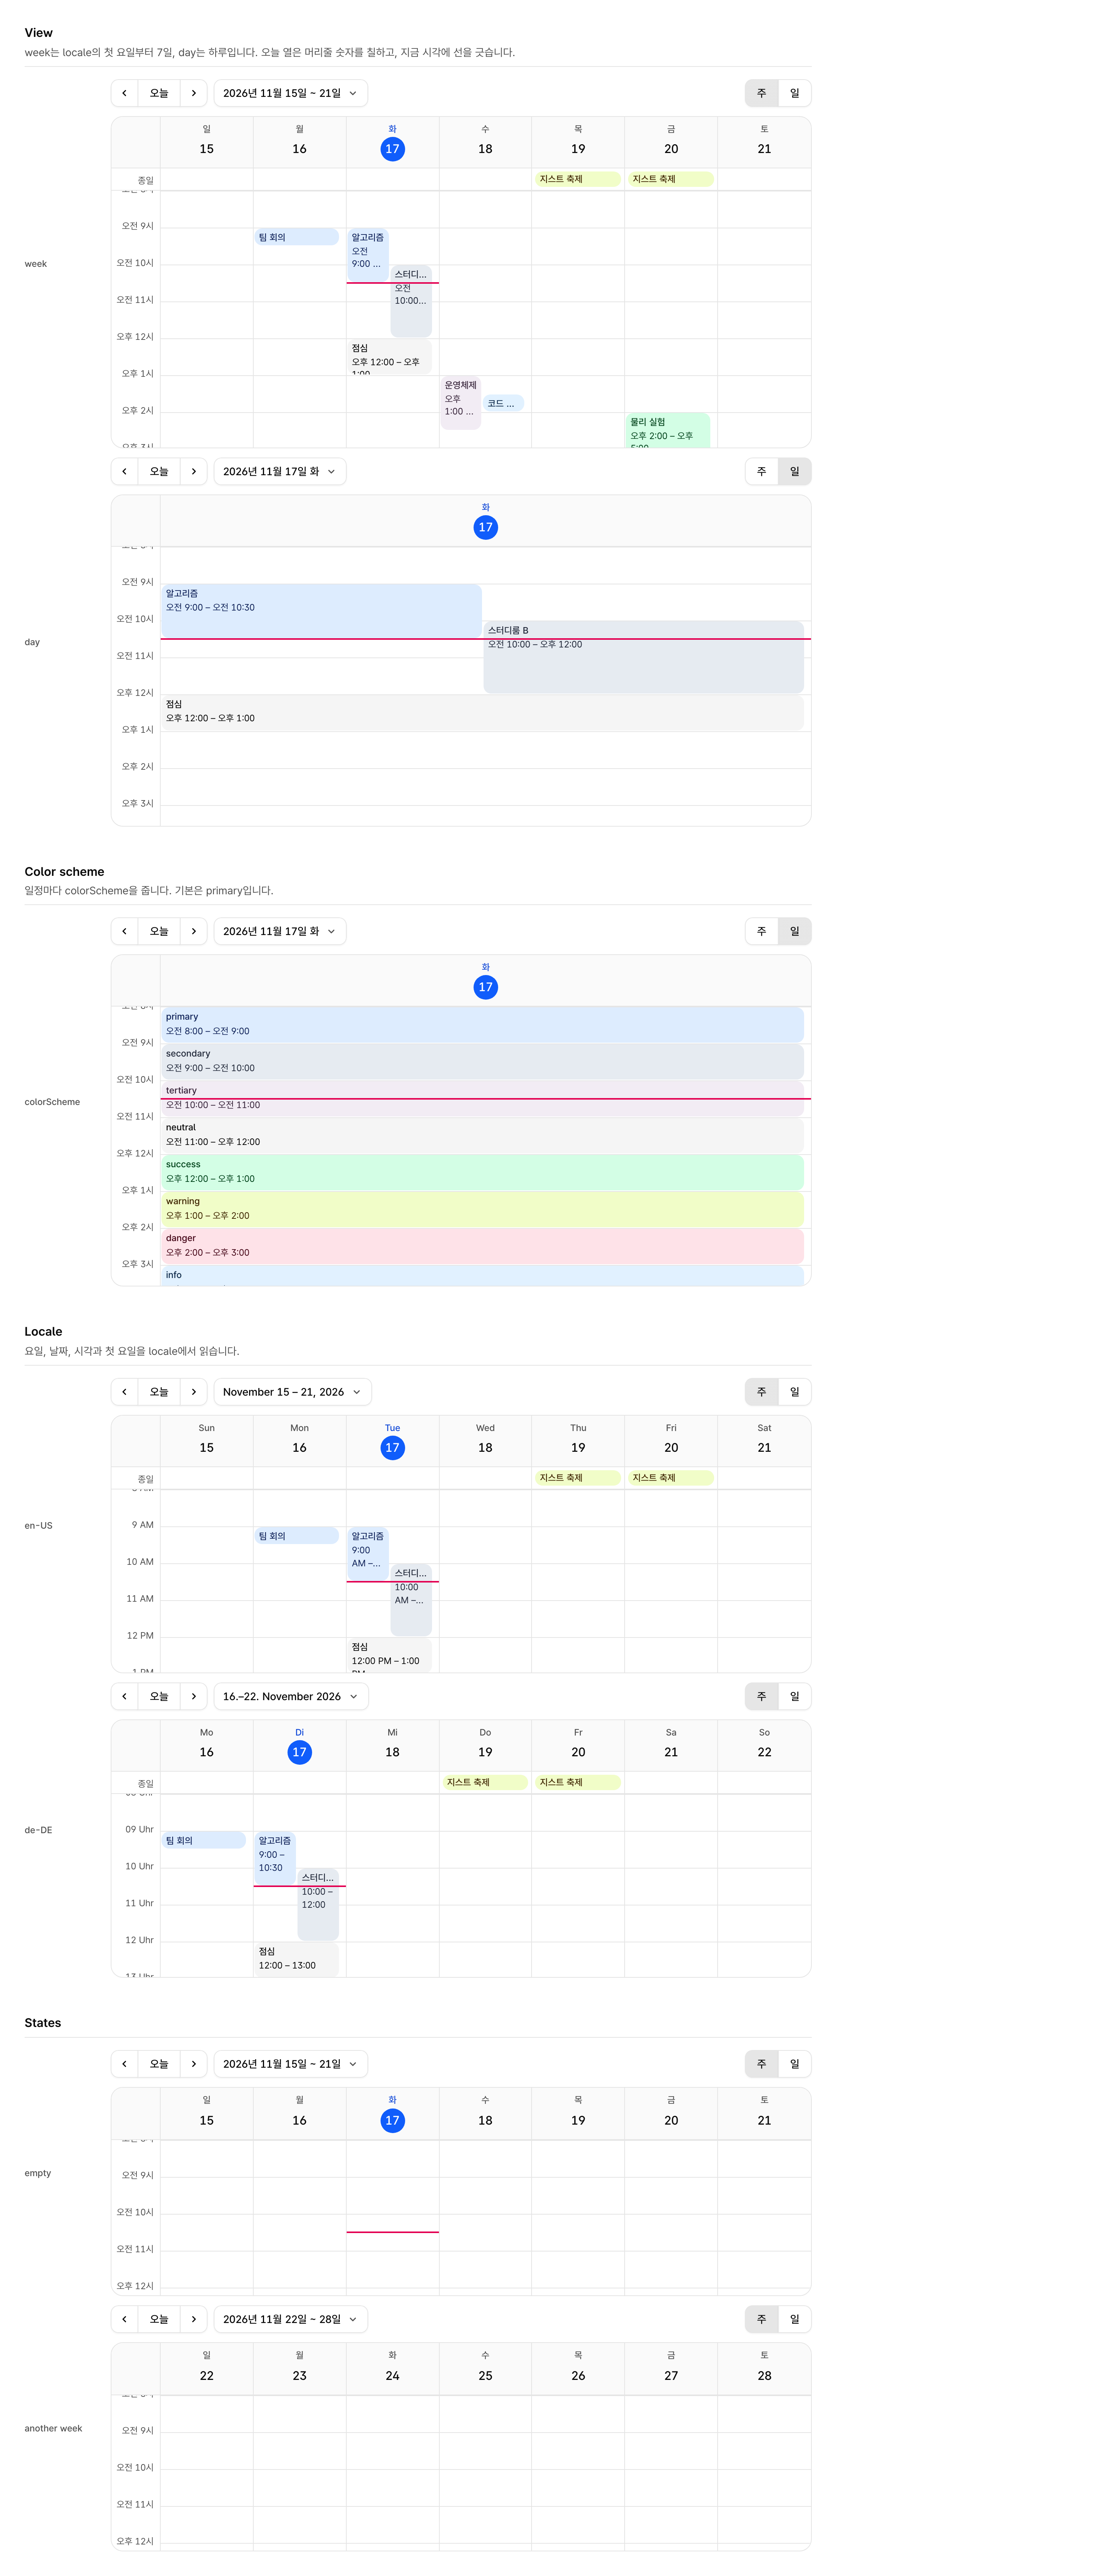 View
week는 locale의 첫 요일부터 7일, day는 하루입니다. 오늘 열은 머리줄 숫자를 칠하고, 지금 시각에 선을 긋습니다.
week
오늘
2026년 11월 15일 ~ 21일
주
일
일
월
화
수
목
금
토
15
16
17
18
19
20
21
종일
지스트 축제
지스트 축제
오전 9시
팀 회의
알고리즘
오전
9:00 ...
오전 10시
스터디...
오전
10:00...
오전 11시
오후 12시
점심
오후 12:00 – 오후
1:00
오후 1시
운영체제
오후
1:00 ...
코드 ...
오후 2시
물리 실험
오후 2:00 – 오후
5:00
오후 3시
day
오늘
2026년 11월 17일 화
주
일
화
17
오전 9시
알고리즘
오전 9:00 – 오전 10:30
오전 10시
스터디룸 B
오전 10:00 – 오후 12:00
오전 11시
오후 12시
점심
오후 12:00 – 오후 1:00
오후 1시
오후 2시
오후 3시
Color scheme
일정마다 colorScheme을 줍니다. 기본은 primary입니다.
colorScheme
오늘
2026년 11월 17일 화
주
일
화
17
primary
오전 8:00 – 오전 9:00
오전 9시
secondary
오전 9:00 – 오전 10:00
오전 10시
tertiary
오전 10:00 – 오전 11:00
오전 11시
neutral
오전 11:00 – 오후 12:00
오후 12시
success
오후 12:00 – 오후 1:00
오후 1시
warning
오후 1:00 – 오후 2:00
오후 2시
danger
오후 2:00 – 오후 3:00
오후 3시
info
Locale
요일, 날짜, 시각과 첫 요일을 locale에서 읽습니다.
en-US
오늘
November 15 – 21, 2026
주
일
Sun
Mon
Tue
Wed
Thu
Fri
Sat
15
16
17
18
19
20
21
종일
지스트 축제
지스트 축제
9 AM
팀 회의
알고리즘
9:00
AM –...
10 AM
스터디...
10:00
AM –...
11 AM
12 PM
점심
12:00 PM – 1:00
PM
1 PM
de-DE
오늘
16.–22. November 2026
주
일
Mo
Di
Mi
Do
Fr
Sa
So
16
17
18
19
20
21
22
종일
지스트 축제
지스트 축제
09 Uhr
팀 회의
알고리즘
9:00 –
10:30
10 Uhr
스터디...
10:00 –
12:00
11 Uhr
12 Uhr
점심
12:00 – 13:00
13 Uhr
States
empty
오늘
2026년 11월 15일 ~ 21일
주
일
일
월
화
수
목
금
토
15
16
17
18
19
20
21
오전 9시
오전 10시
오전 11시
오후 12시
another week
오늘
2026년 11월 22일 ~ 28일
주
일
일
월
화
수
목
금
토
22
23
24
25
26
27
28
오전 9시
오전 10시
오전 11시
오후 12시